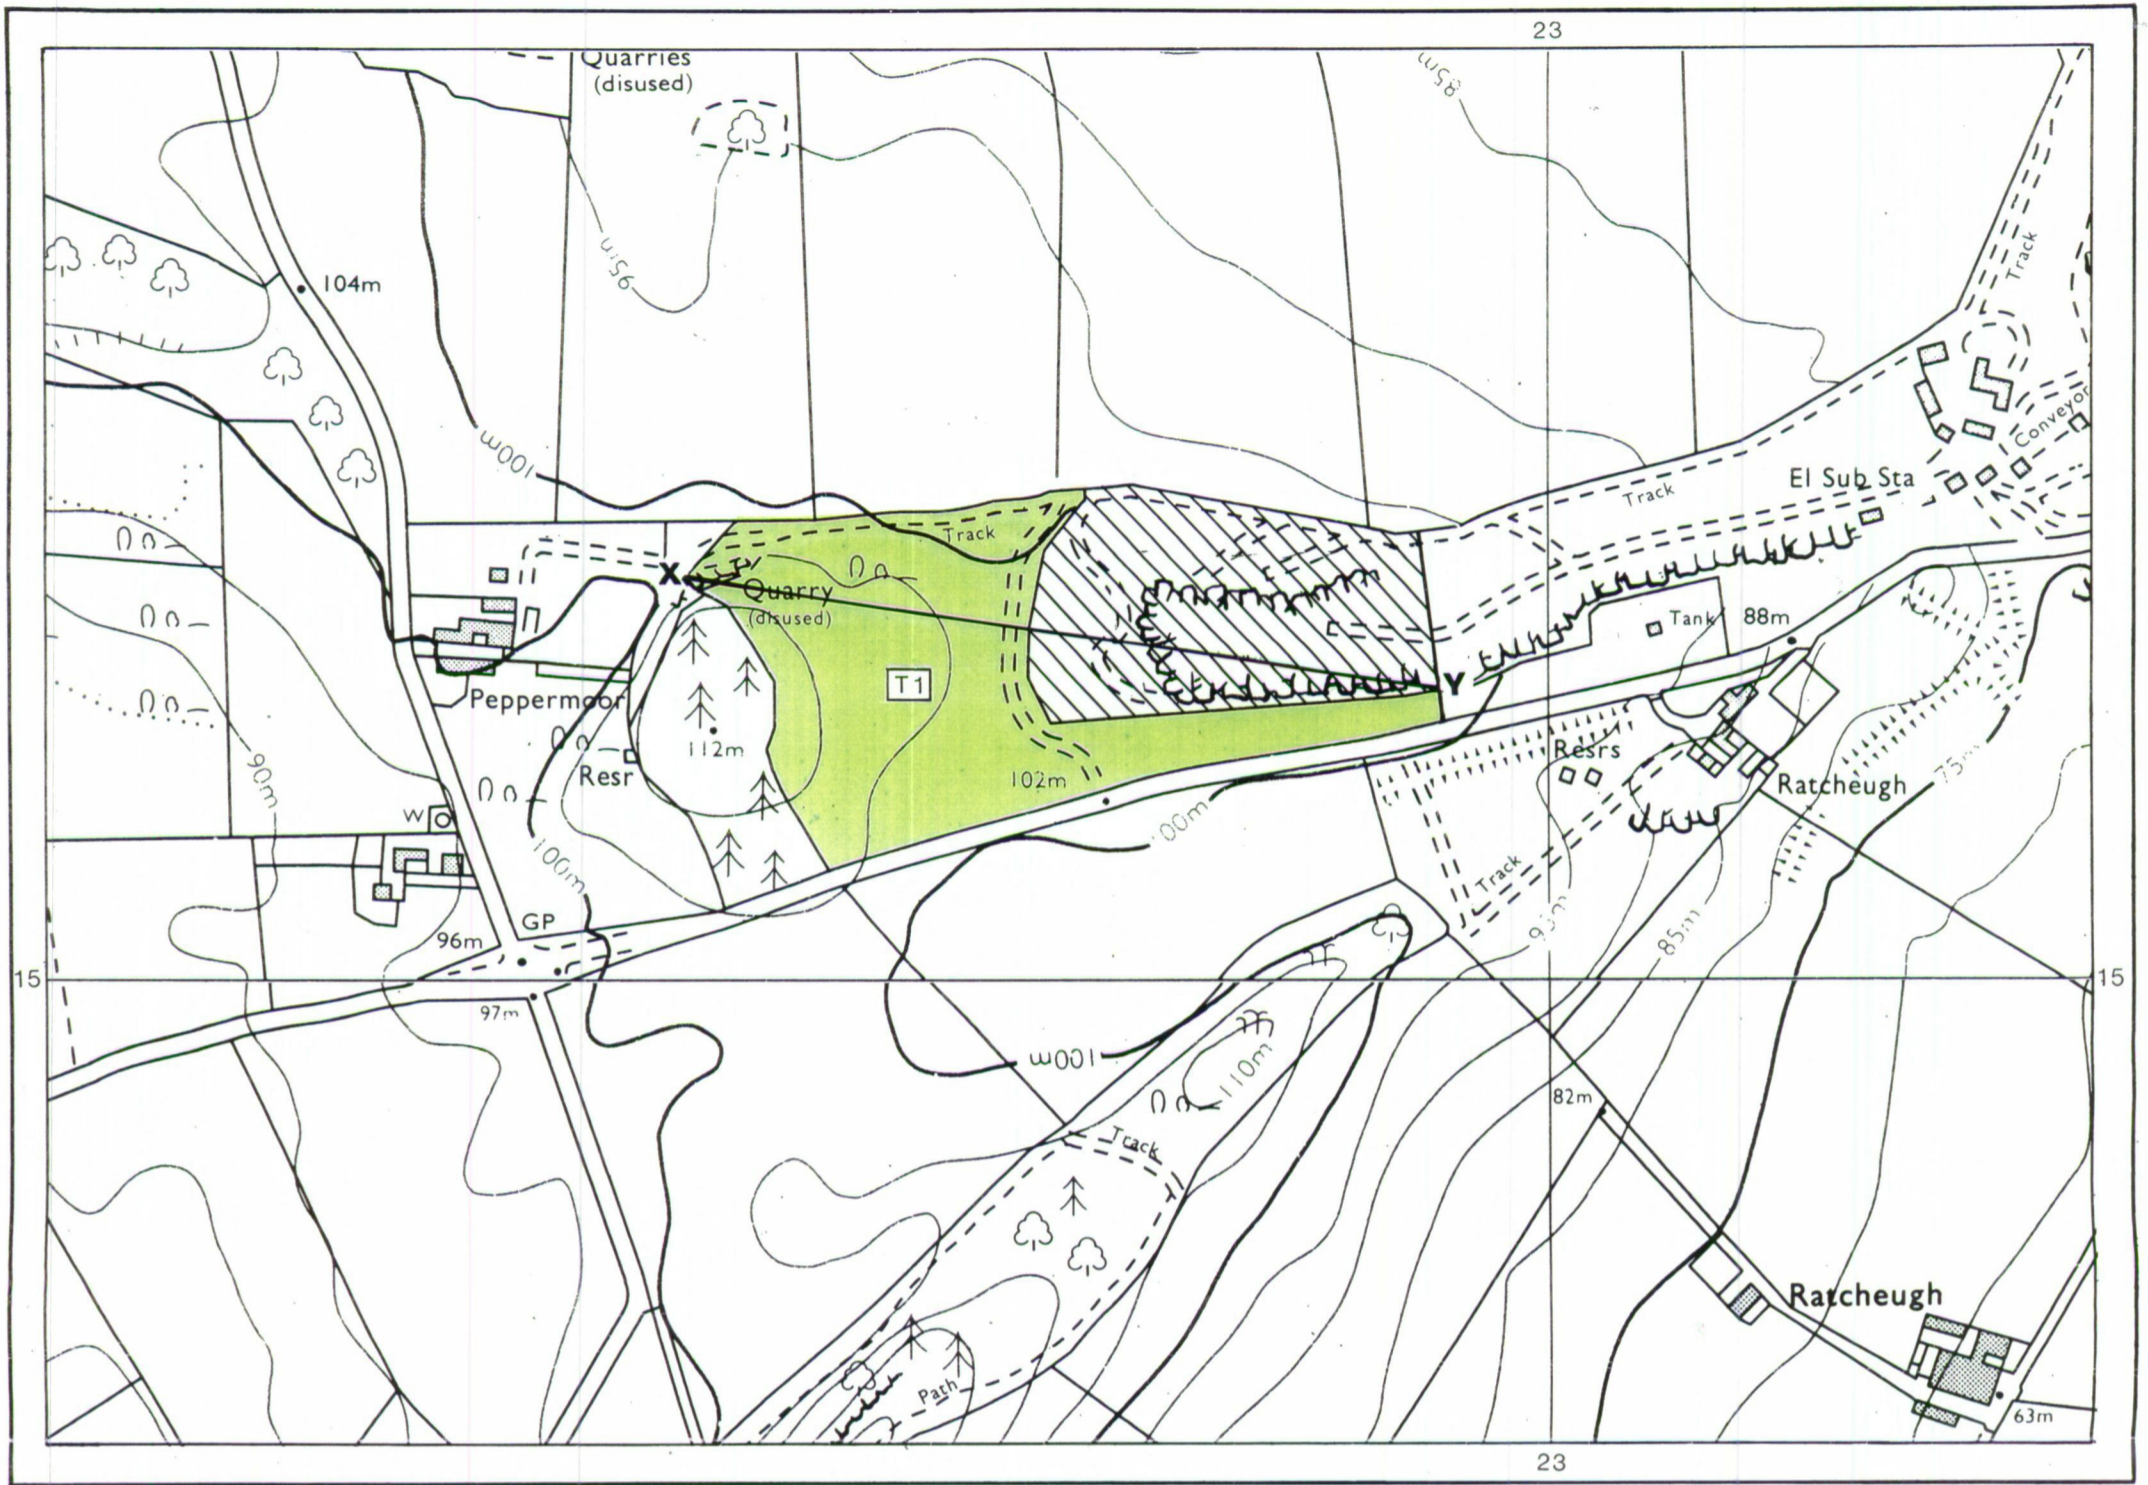 23
Quarries
(disused)
85m
Track
104m
95m
100m
Conveyor
El Sub Sta
Track
Track
X
Quarry
(disused)
Tank
88m
Y
T1
Peppermoor
112m
Resr
102m
Resrs
Ratcheugh
75m
90m
W
100m
100m
Track
GP
96m
95m
85m
15
15
97m
100m
110m
82m
Track
Ratcheugh
Path
63m
23